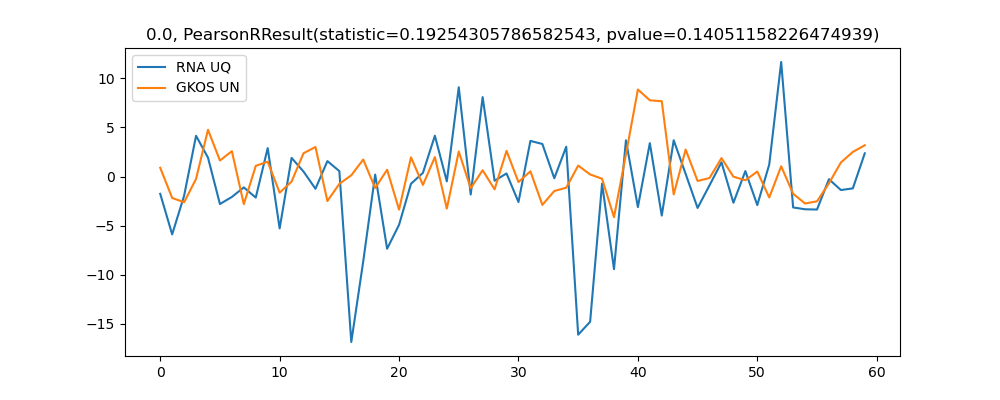 0.0, PearsonRResult(statistic=0.19254305786582543, pvalue=0.14051158226474939)
RNA UQ
GKOS UN
10
5
0
−5
−10
−15
0 10 20 30 40 50 60